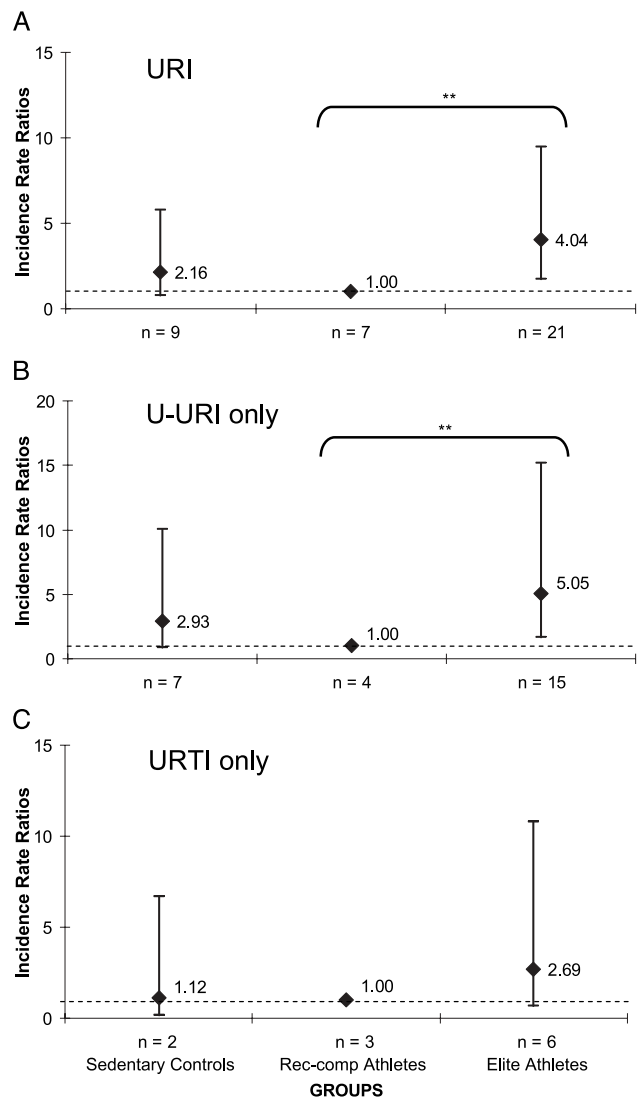 A
URI
Incidence Rate Ratios
15
10
5
0
**
2.16
1.00
4.04
n = 9
n = 7
n = 21
B
U-URI only
Incidence Rate Ratios
20
15
10
5
0
**
2.93
1.00
5.05
n = 7
n = 4
n = 15
C
URTI only
Incidence Rate Ratios
15
10
5
0
1.12
1.00
2.69
n = 2
n = 3
n = 6
Sedentary Controls
Rec-comp Athletes
Elite Athletes
GROUPS